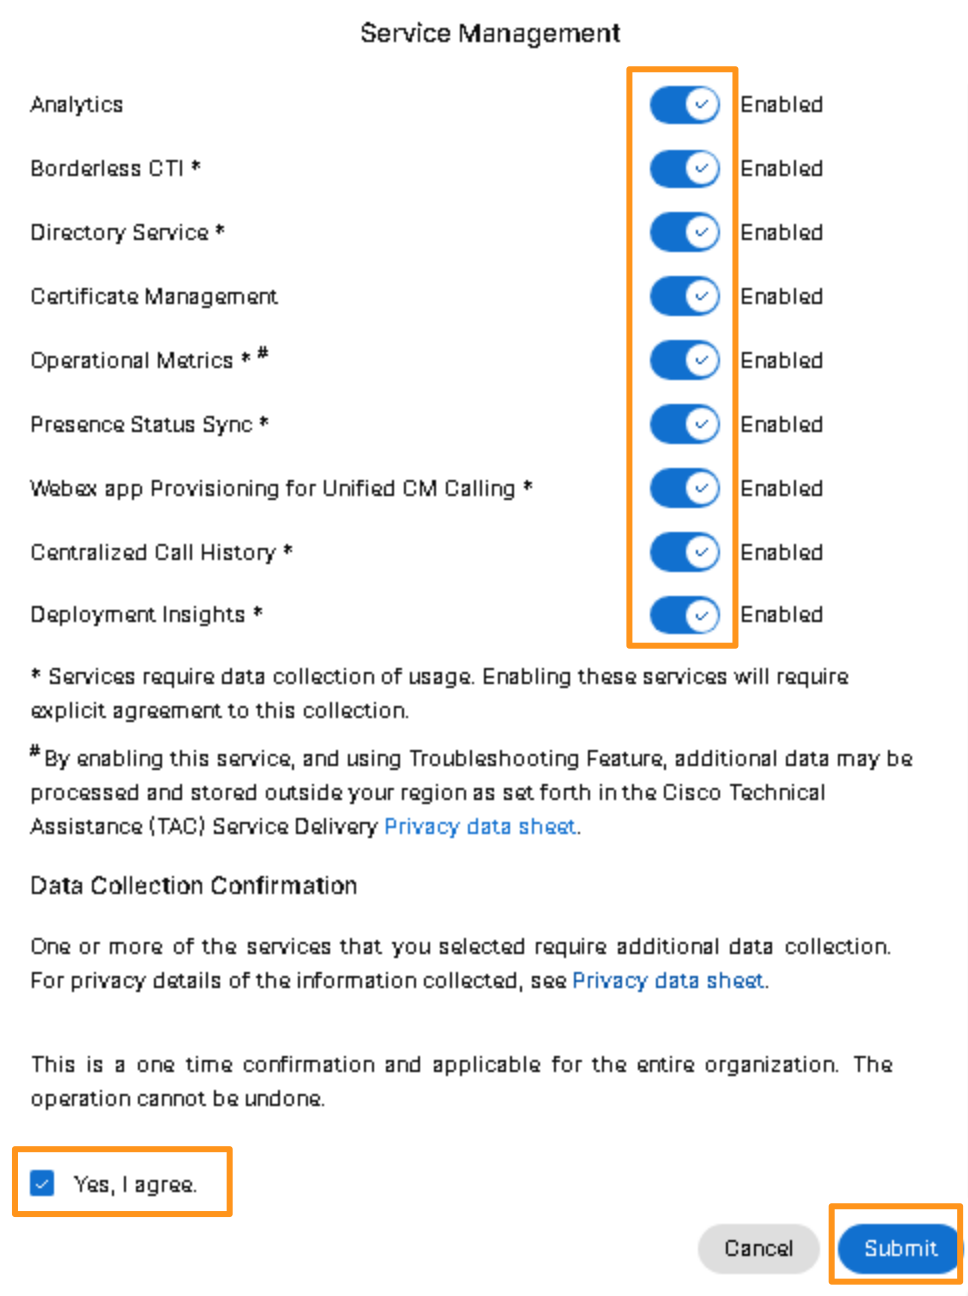 Service Management
Analytics Enabled
Borderless CTI * Enabled
Directory Service * Enabled
Certificate Management Enabled
Operational Metrics * # Enabled
Presence Status Sync * Enabled
Webex app Provisioning for Unified CM Calling * Enabled
Centralized Call History * Enabled
Deployment Insights * Enabled
* Services require data collection of usage. Enabling these services will require
explicit agreement to this collection.
# By enabling this service, and using Troubleshooting Feature, additional data may be
processed and stored outside your region as set forth in the Cisco Technical
Assistance (TAC) Service Delivery Privacy data sheet.
Data Collection Confirmation
One or more of the services that you selected require additional data collection.
For privacy details of the information collected, see Privacy data sheet.
This is a one time confirmation and applicable for the entire organization. The
operation cannot be undone.
Yes, I agree.
Cancel Submit